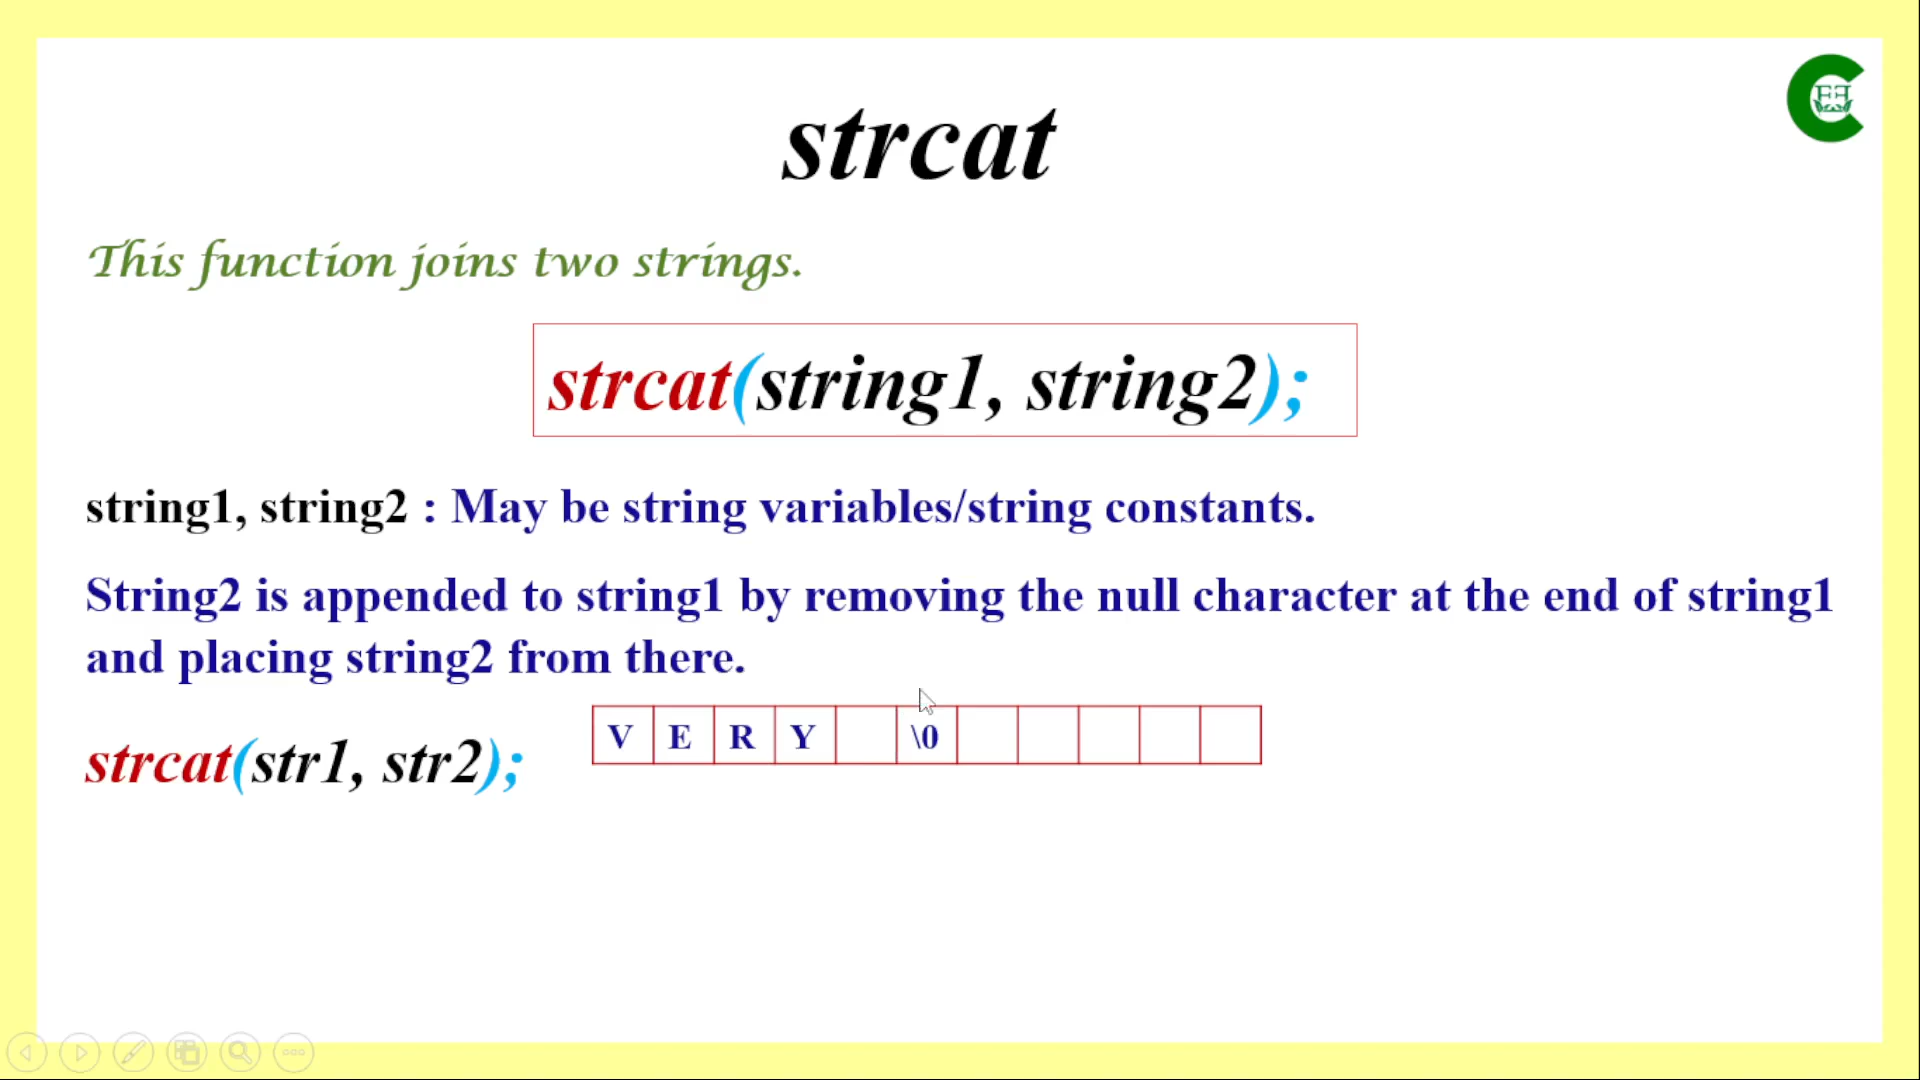 strcat
This function joins two strings.
strcat(string1, string2);
string1, string2 : May be string variables/string constants.
String2 is appended to string1 by removing the null character at the end of string1
and placing string2 from there.
V E R Y \0
strcat(str1, str2);